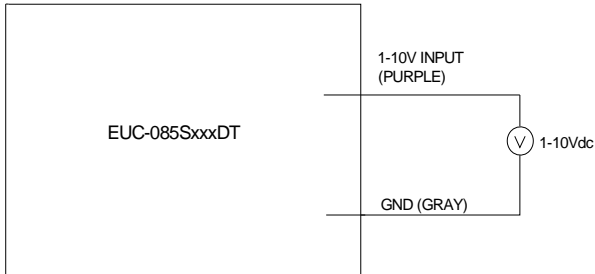 1-10V INPUT
(PURPLE)
EUC-085SxxxDT
V
1-10Vdc
GND (GRAY)